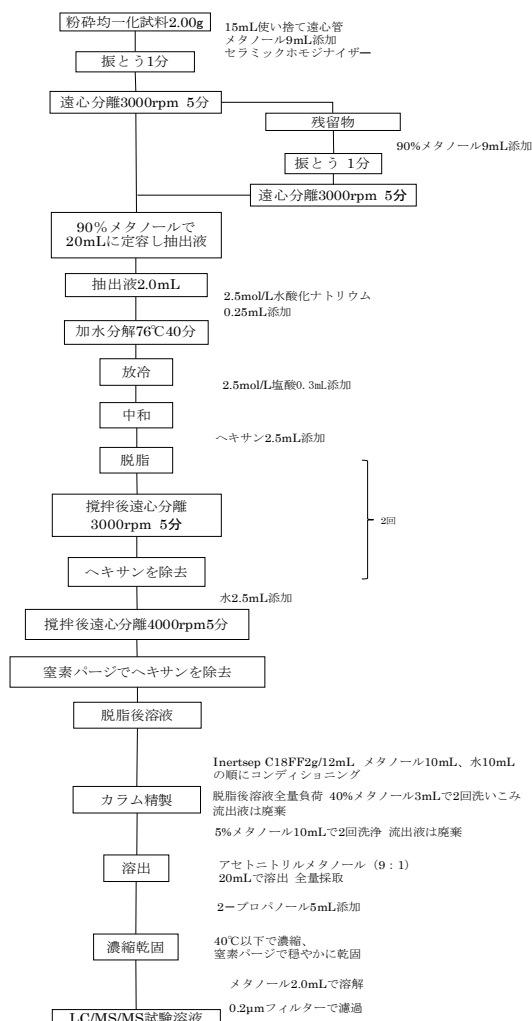 粉砕均一化試料2.00g
15mL使い捨て遠心管
メタノール9mL添加
セラミックホモジナイザー
振とう1分
遠心分離3000rpm 5分
残留物
90%メタノール9mL添加
振とう 1分
遠心分離3000rpm 5分
90%メタノールで
20mLに定容し抽出液
抽出液2.0mL
2.5mol/L水酸化ナトリウム
0.25mL添加
加水分解76℃40分
放冷
2.5mol/L塩酸0.3mL添加
中和
ヘキサン2.5mL添加
脱脂
撹拌後遠心分離
3000rpm 5分
2回
ヘキサンを除去
水2.5mL添加
撹拌後遠心分離4000rpm5分
窒素パージでヘキサンを除去
脱脂後溶液
Inertsep C18FF2g/12mL メタノール10mL、水10mL
の順にコンディショニング
カラム精製
脱脂後溶液全量負荷 40%メタノール3mLで2回洗いこみ
流出液は廃棄
5%メタノール10mLで2回洗浄 流出液は廃棄
溶出
アセトニトリルメタノール（9：1）
20mLで溶出 全量採取
2ープロパノール5mL添加
濃縮乾固
40℃以下で濃縮、
窒素パージで穏やかに乾固
メタノール2.0mLで溶解
0.2μmフィルターで濾過
LC/MS/MS試験溶液